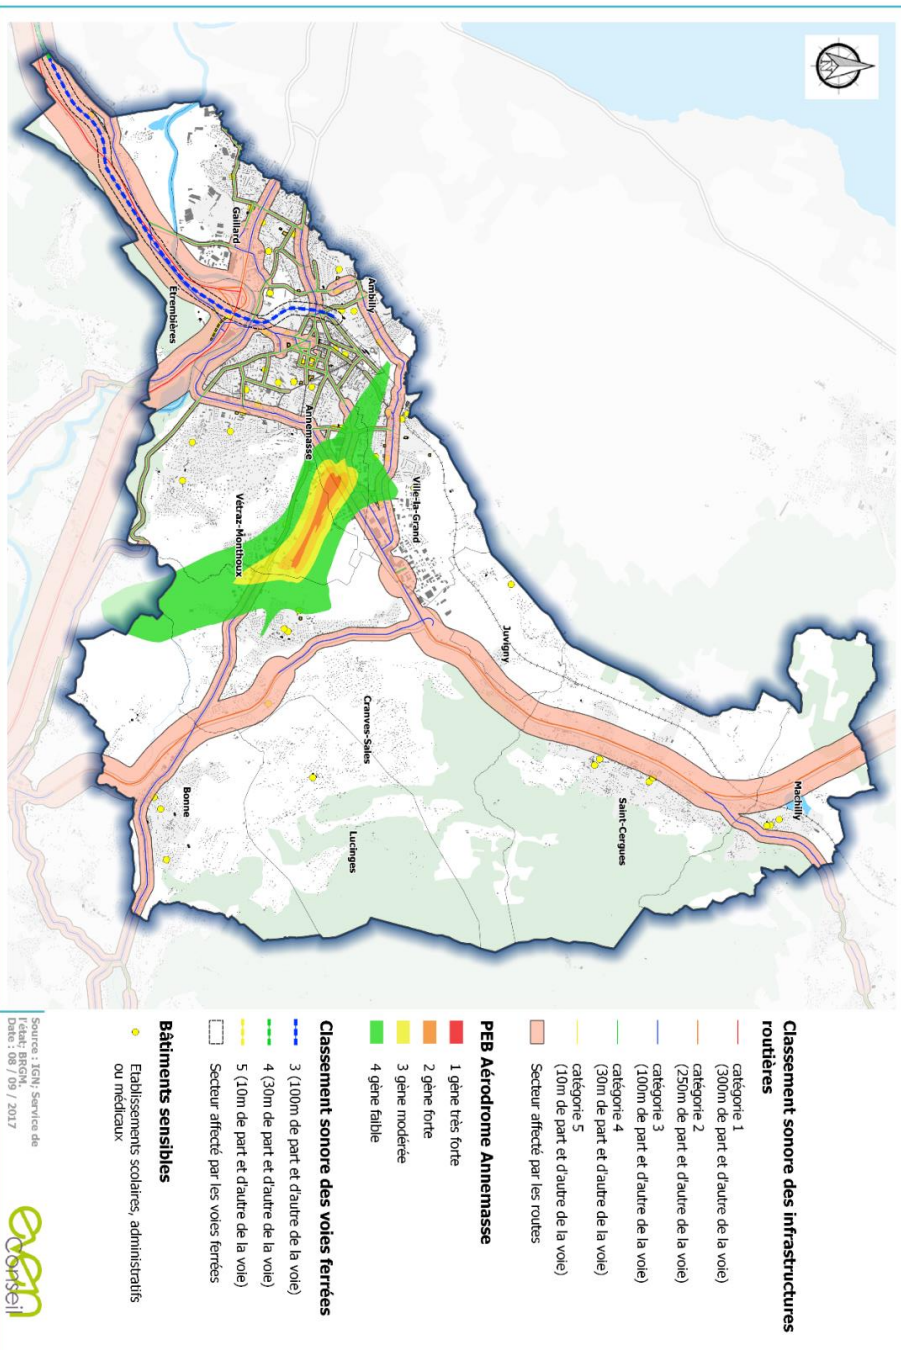 Gaillard
Etrembières
Ambilly
Annemasse
Ville-la-Grand
Vétraz-Monthoux
Juvigny
Cranves-Sales
Bonne
Lucinges
Saint-Cergues
Machilly
Classement sonore des infrastructures
routières
catégorie 1
(300m de part et d'autre de la voie)
catégorie 2
(250m de part et d'autre de la voie)
catégorie 3
(100m de part et d'autre de la voie)
catégorie 4
(30m de part et d'autre de la voie)
catégorie 5
(10m de part et d'autre de la voie)
Secteur affecté par les routes
PEB Aérodrome Annemasse
1 gêne très forte
2 gêne forte
3 gêne modérée
4 gêne faible
Classement sonore des voies ferrées
3 (100m de part et d'autre de la voie)
4 (30m de part et d'autre de la voie)
5 (10m de part et d'autre de la voie)
Secteur affecté par les voies ferrées
Bâtiments sensibles
Etablissements scolaires, administratifs
ou médicaux
Source : IGN; Service de
l'état; BRGM.
Date : 08 / 09 / 2017
even
conseil